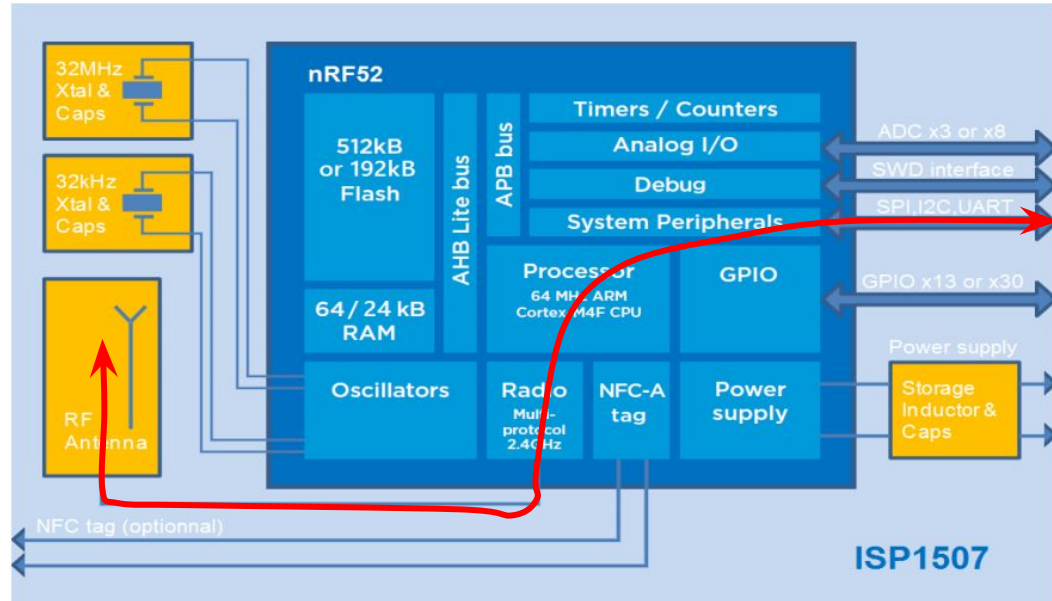 32MHz
Xtal &
Caps
32kHz
Xtal &
Caps
RF
Antenna
nRF52
512kB
or 192kB
Flash
64 / 24 kB
RAM
AHB Lite bus
APB bus
Timers / Counters
Analog I/O
Debug
System Peripherals
Processor
64 MHz ARM
Cortex-M4F CPU
GPIO
Oscillators
Radio
Multi-
protocol
2.4GHz
NFC-A
tag
Power
supply
ADC x3 or x8
SWD interface
SPI,I2C,UART
GPIO x13 or x30
Power supply
Storage
Inductor &
Caps
NFC tag (optionnal)
ISP1507